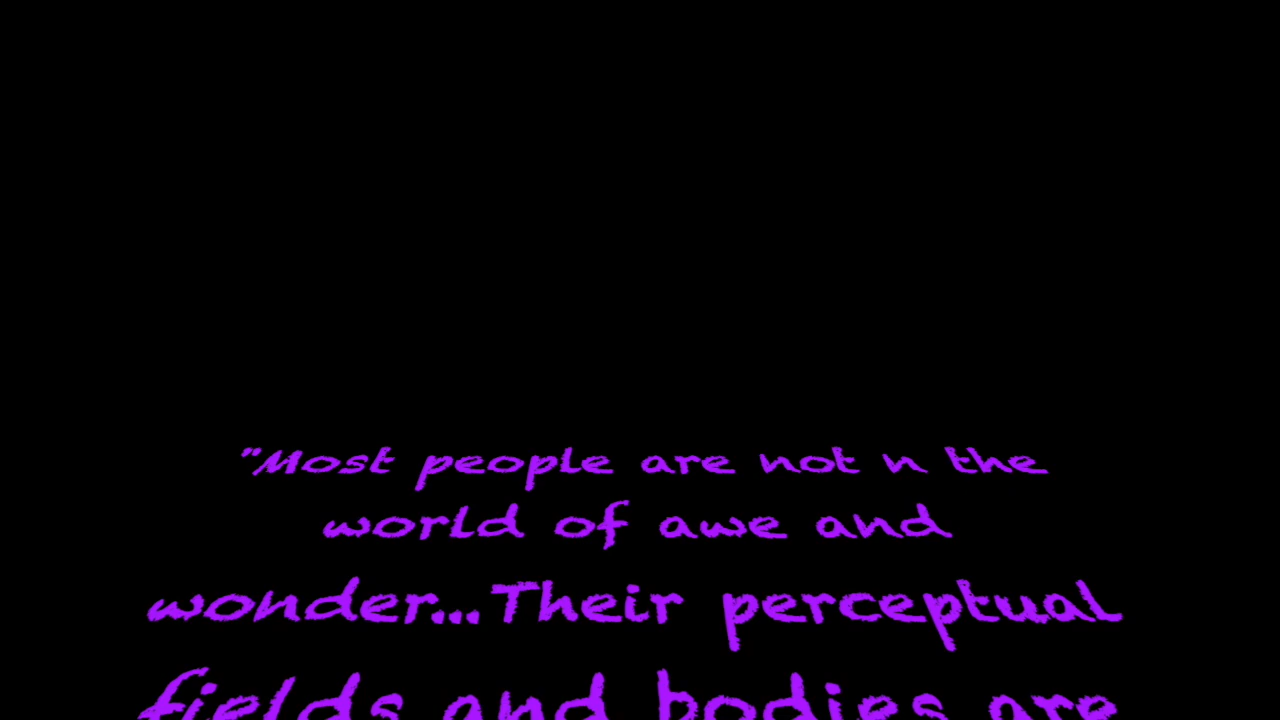 "Most people are not n the
world of awe and
wonder...Their perceptual
fields and bodies are